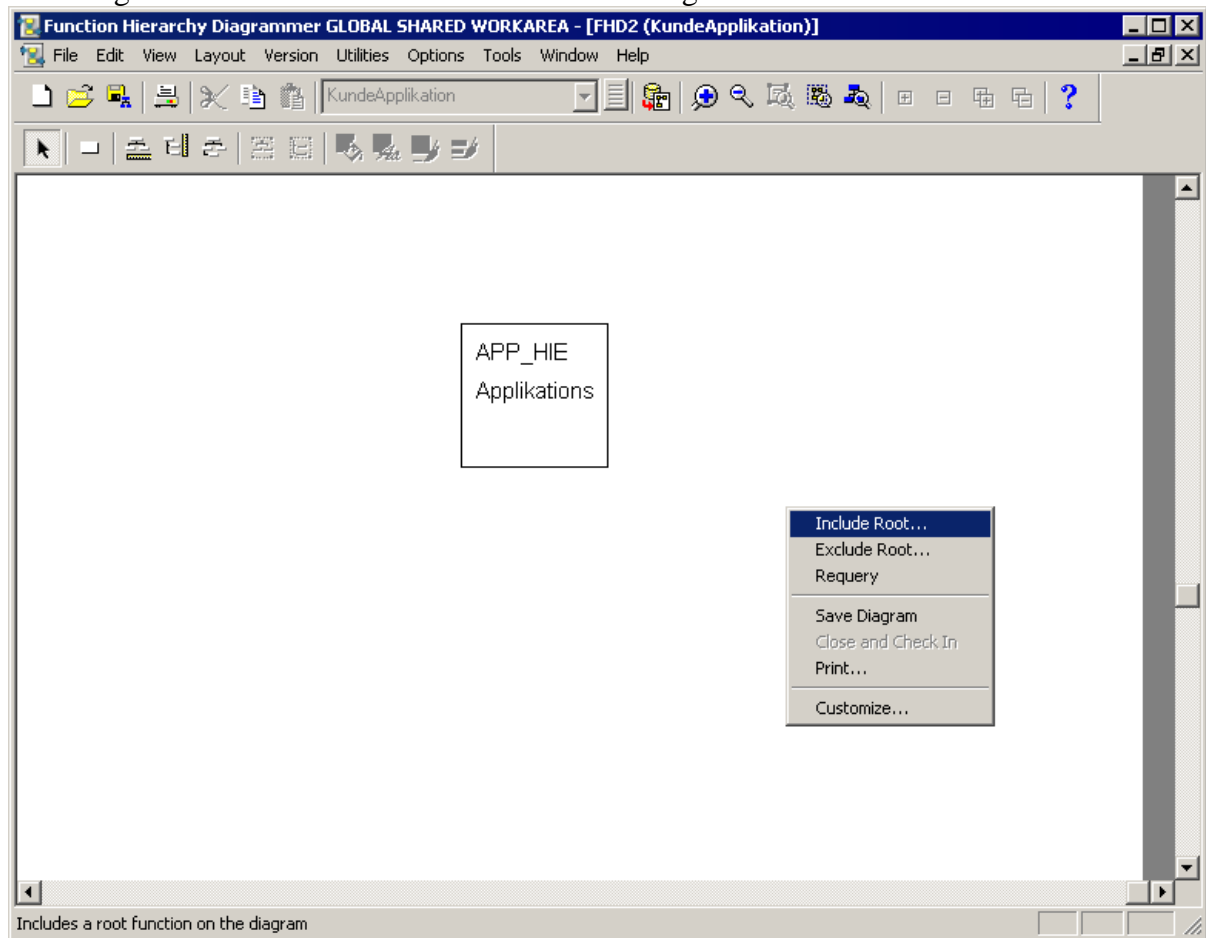 Function Hierarchy Diagrammer GLOBAL SHARED WORKAREA - [FHD2 (KundeApplikation)]
File Edit View Layout Version Utilities Options Tools Window Help
KundeApplikation
APP_HIE
Applikations
Include Root...
Exclude Root...
Requery
Save Diagram
Close and Check In
Print...
Customize...
Includes a root function on the diagram